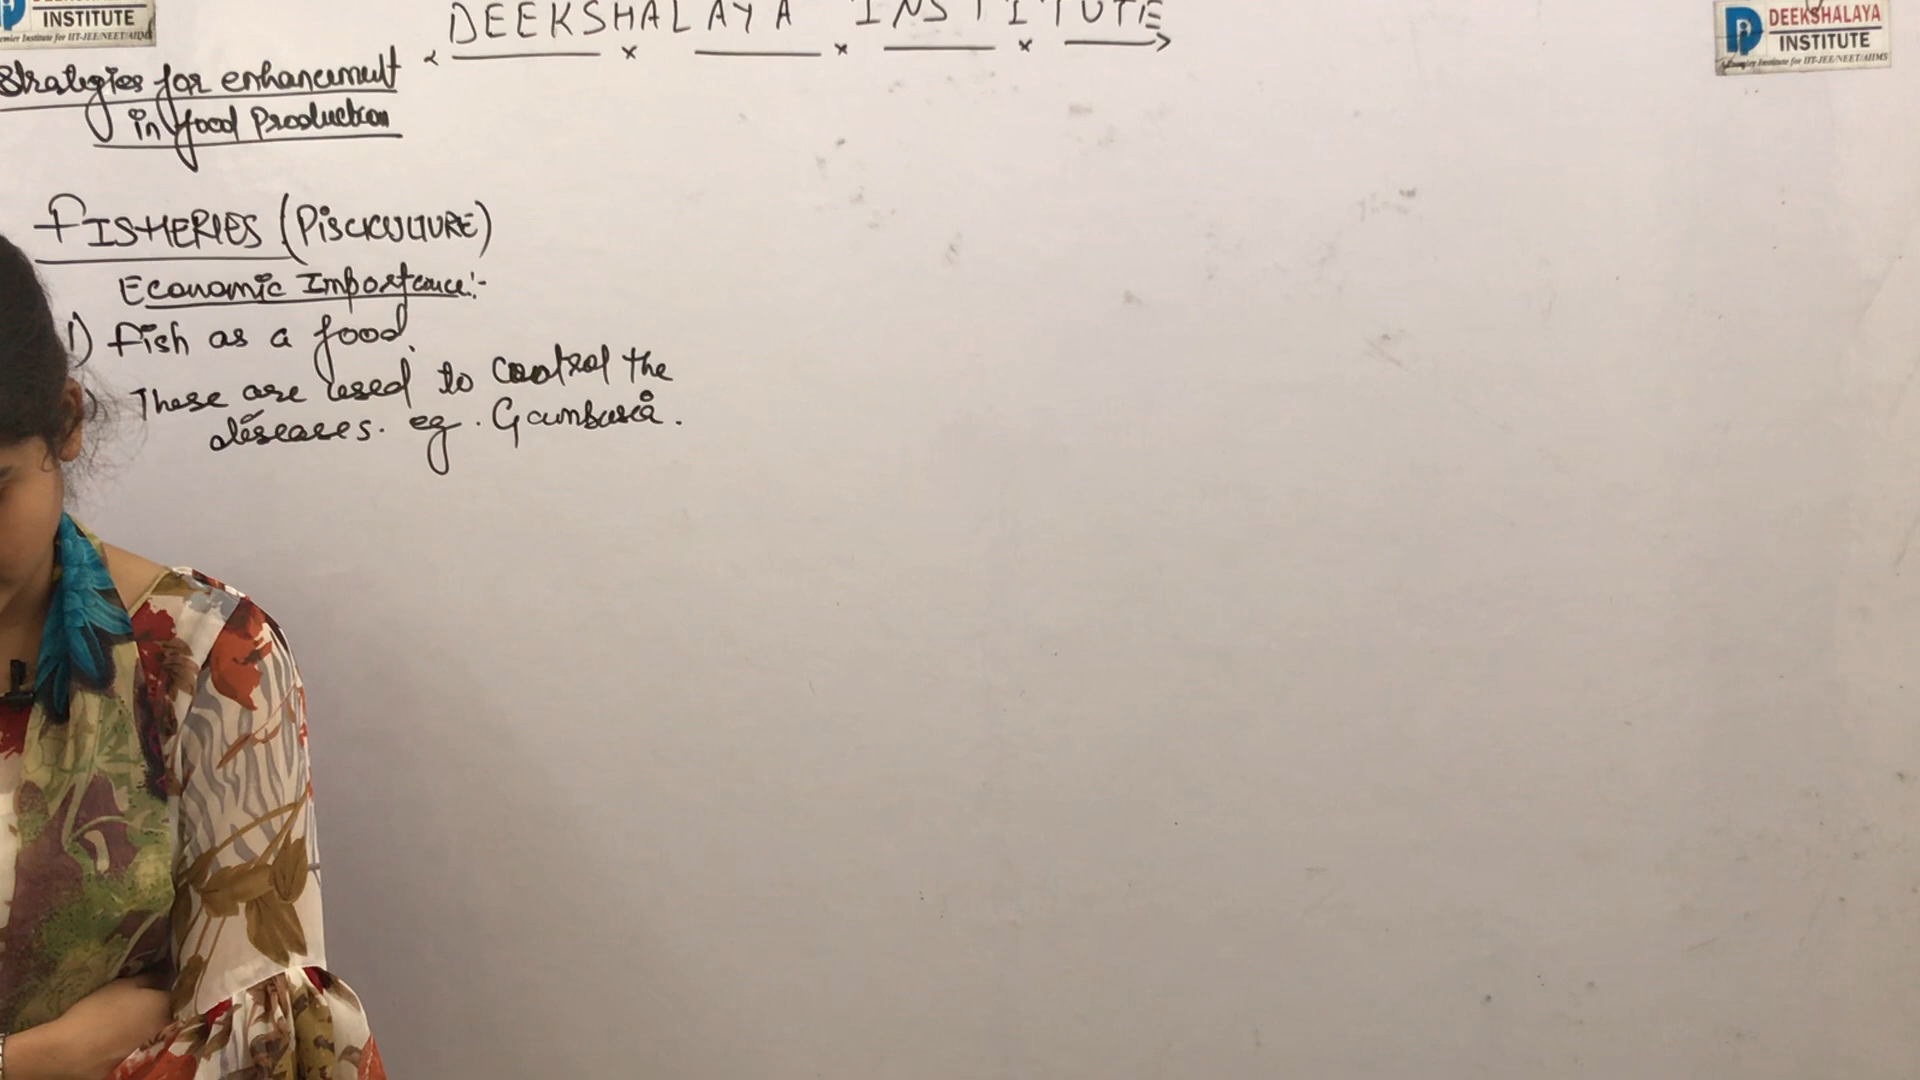 INSTITUTE
DEEKSHALAYA INSTITUTE
DEEKSHALAYA
INSTITUTE
A Premier Institute for IIT-JEE/NEET/AIIMS
Strategies for enhancement
in food Production
FISHERIES (PISCICULTURE)
Economic Importance:-
1) Fish as a food.
) These are used to control the
diseases. eg. Gambusia.